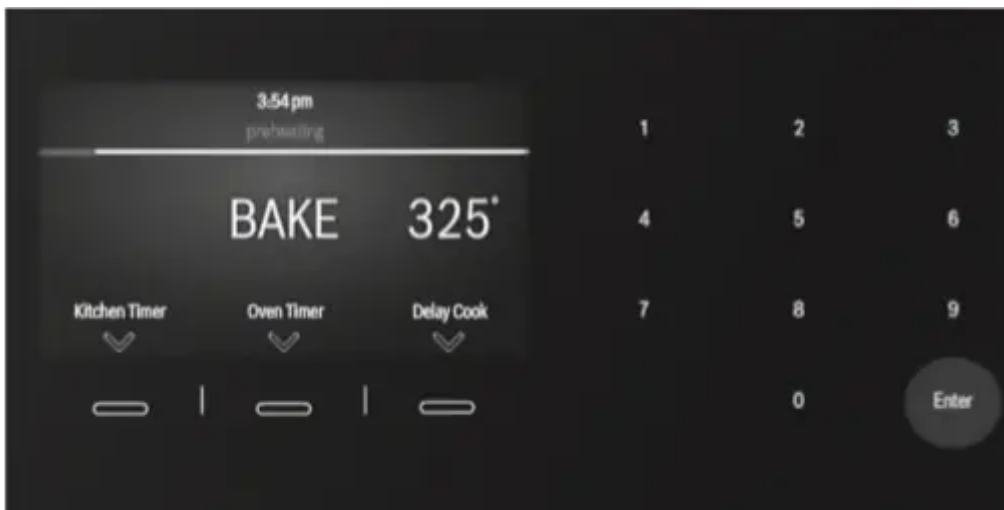 3:54 pm
preheating
BAKE 325°
Kitchen Timer Oven Timer Delay Cook
1 2 3
4 5 6
7 8 9
0 Enter